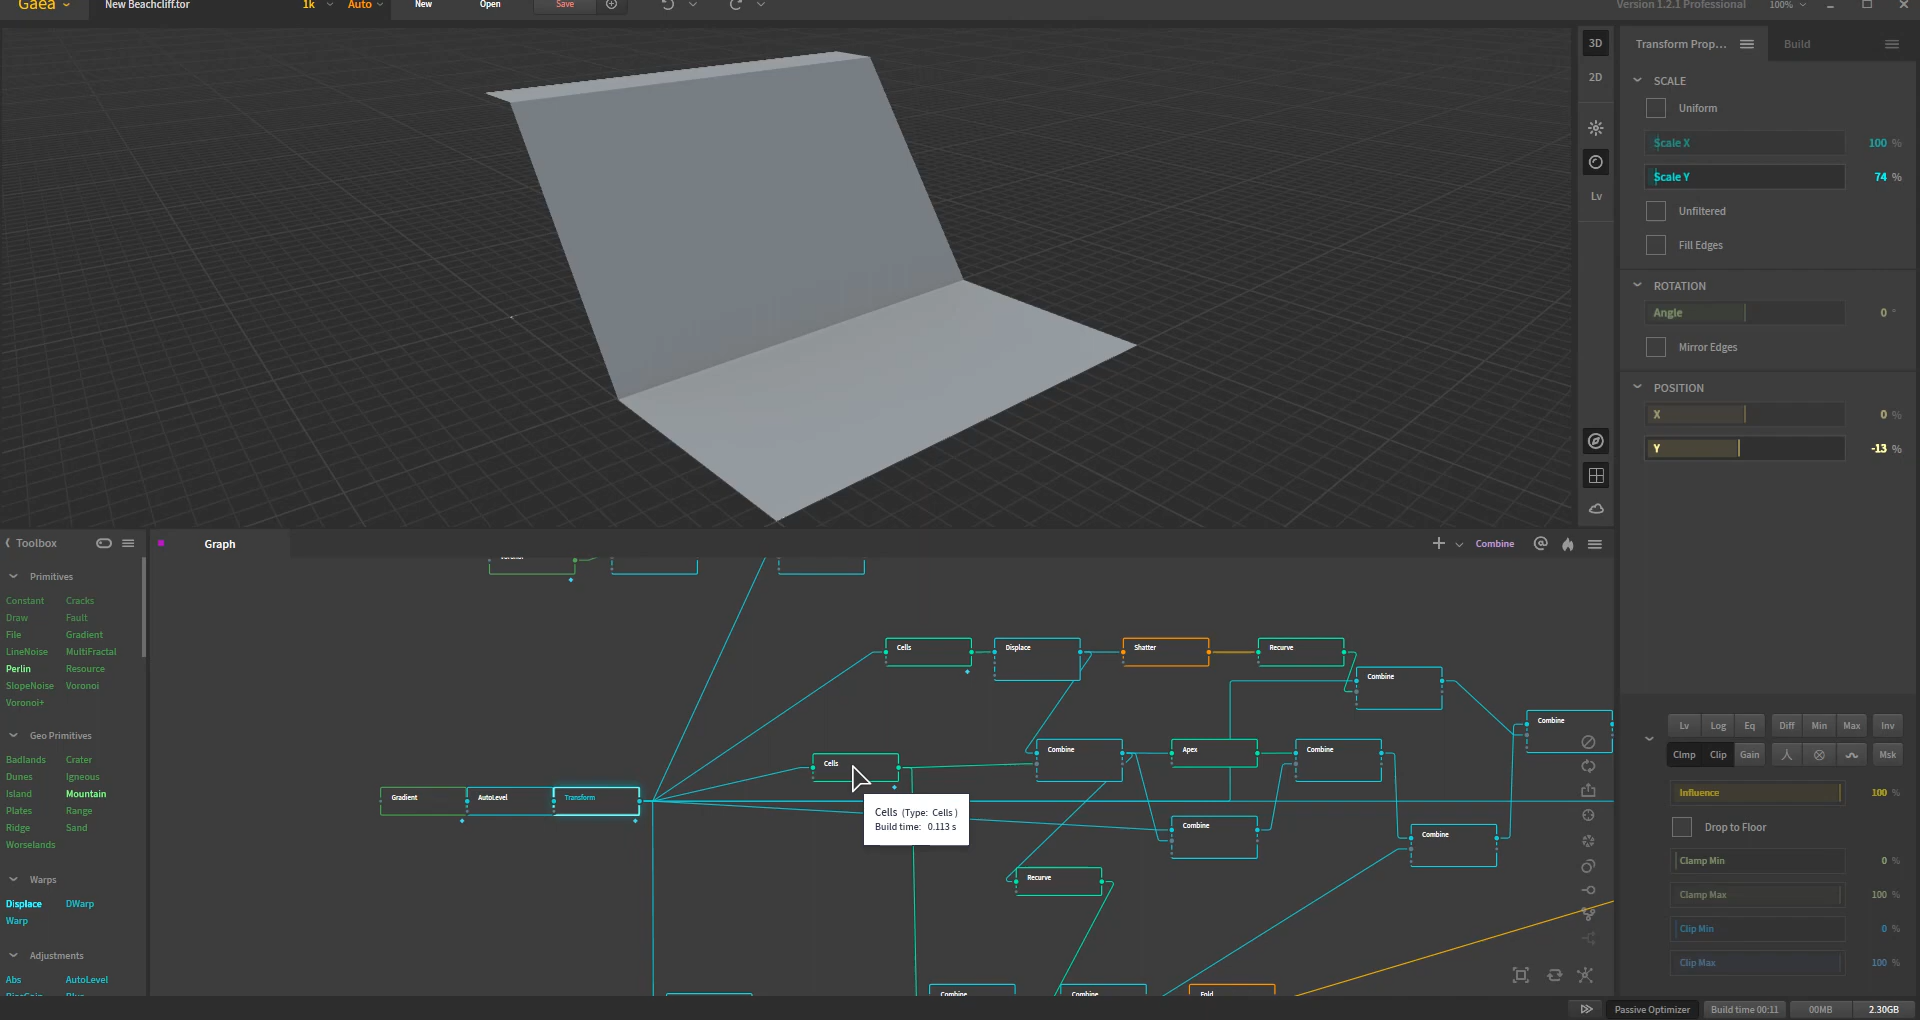 Gaea
New Beachcliff.tor
1k
Auto
New
Open
Save
Version 1.2.1 Professional
100%
3D
2D
Lv
Transform Prop...
Build
SCALE
Uniform
Scale X 100 %
Scale Y 74 %
Unfiltered
Fill Edges
ROTATION
Angle 0 °
Mirror Edges
POSITION
X 0 %
Y -13 %
Toolbox
Graph
Combine
Primitives
Constant Cracks
Draw Fault
File Gradient
LineNoise MultiFractal
Perlin Resource
SlopeNoise Voronoi
Voronoi+
Geo Primitives
Badlands Crater
Dunes Igneous
Island Mountain
Plates Range
Ridge Sand
Worselands
Warps
Displace DWarp
Warp
Adjustments
Abs AutoLevel
Cells
Displace
Shatter
Recurve
Combine
Combine
Combine
Apex
Combine
Cells
Gradient
AutoLevel
Transform
Cells (Type: Cells )
Build time: 0.113 s
Combine
Combine
Recurve
Combine
Combine
Fold
Lv Log Eq Diff Min Max Inv
Clmp Clip Gain Msk
Influence 100 %
Drop to Floor
Clamp Min 0 %
Clamp Max 100 %
Clip Min 0 %
Clip Max 100 %
Passive Optimizer
Build time 00:11
00MB
2.30GB